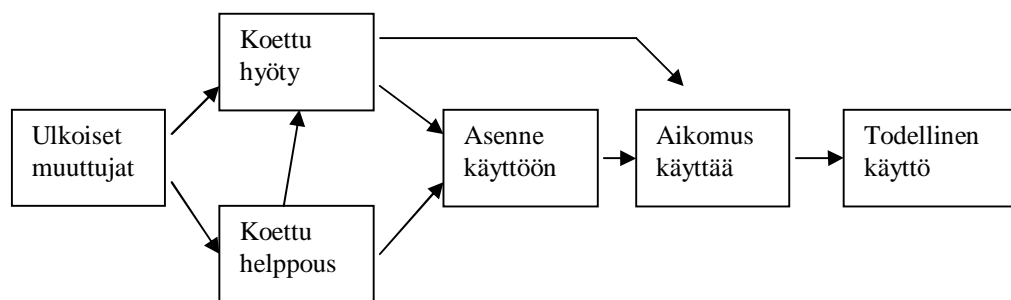 Koettu
hyöty
Ulkoiset
muuttujat
Koettu
helppous
Asenne
käyttöön
Aikomus
käyttää
Todellinen
käyttö